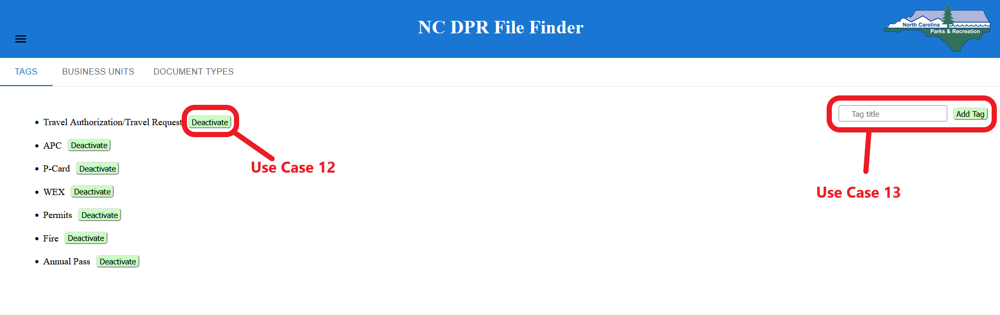 NC DPR File Finder
North Carolina
Parks & Recreation
TAGS BUSINESS UNITS DOCUMENT TYPES
Tag title Add Tag
Travel Authorization/Travel Request Deactivate
APC Deactivate
Use Case 12
P-Card Deactivate
WEX Deactivate
Use Case 13
Permits Deactivate
Fire Deactivate
Annual Pass Deactivate